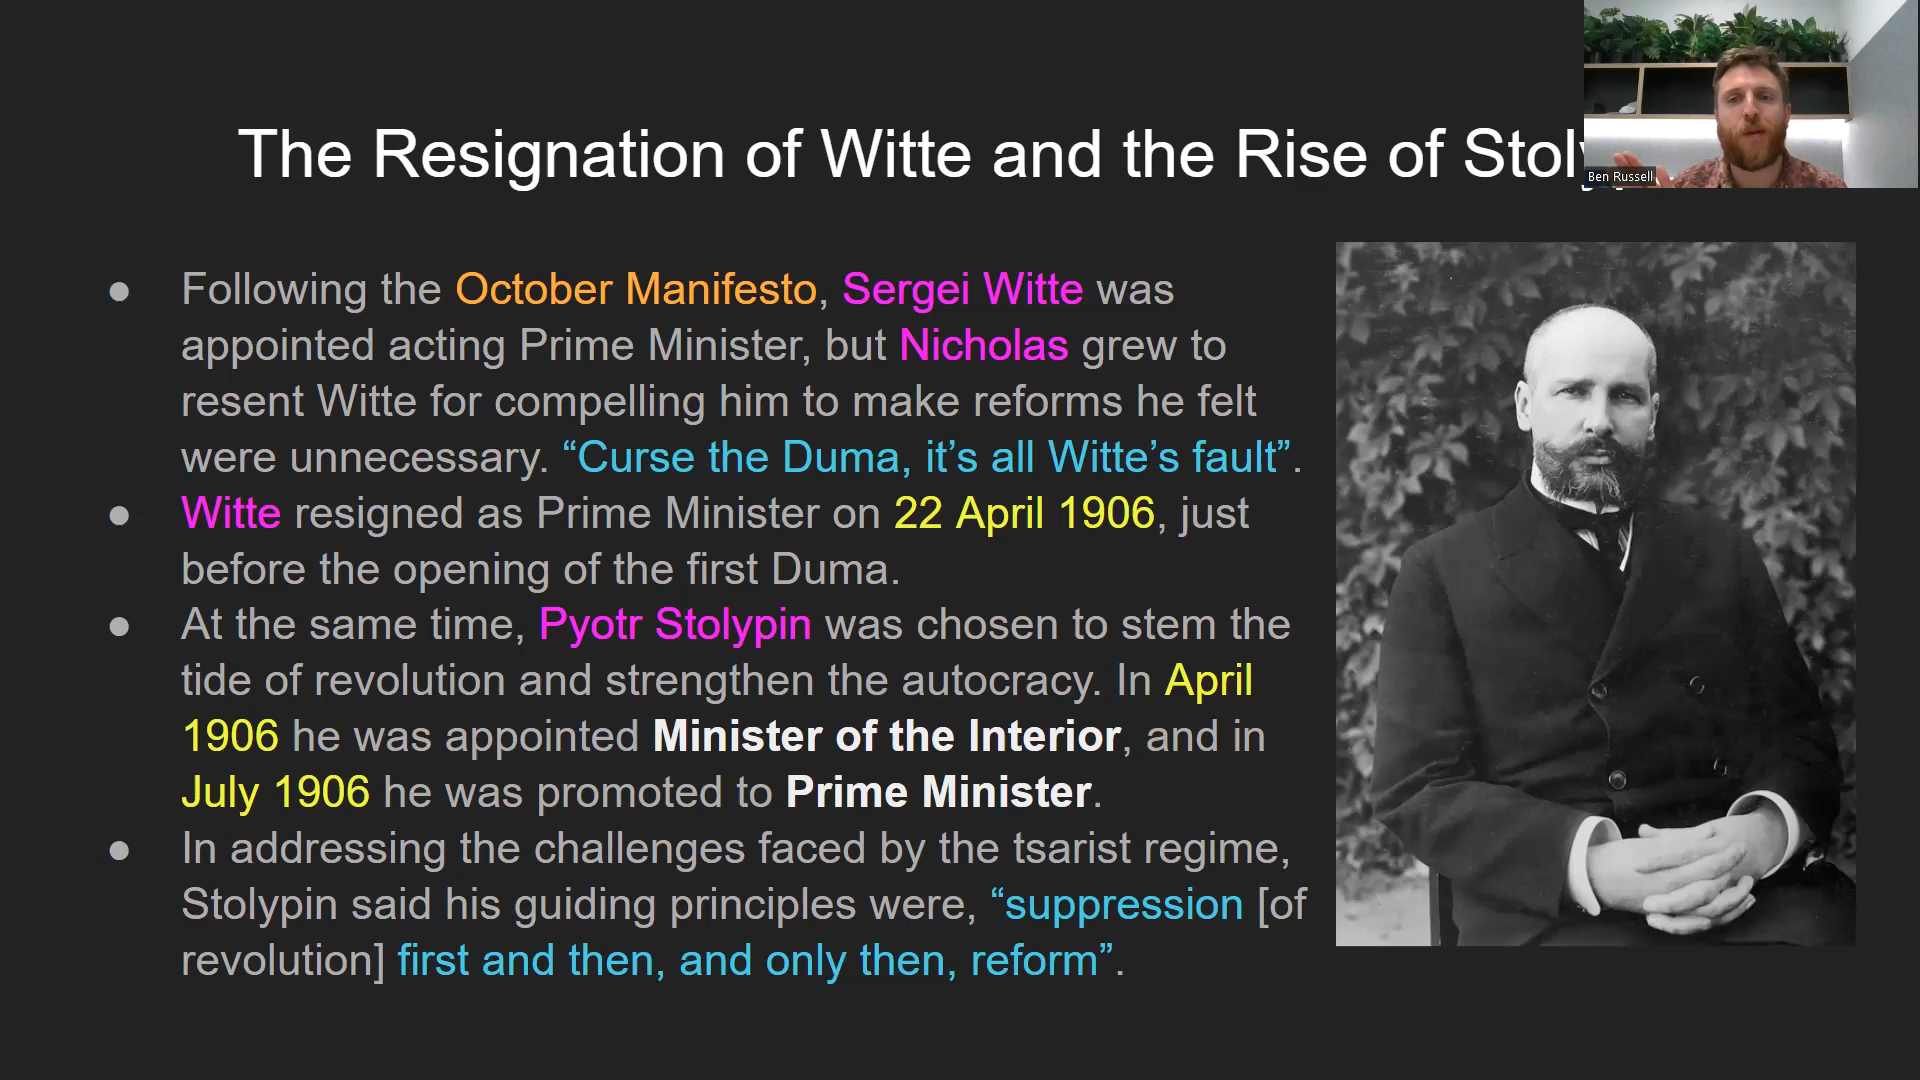 The Resignation of Witte and the Rise of
Ben Russell
● Following the October Manifesto, Sergei Witte was
appointed acting Prime Minister, but Nicholas grew to
resent Witte for compelling him to make reforms he felt
were unnecessary. “Curse the Duma, it’s all Witte’s fault”.
● Witte resigned as Prime Minister on 22 April 1906, just
before the opening of the first Duma.
● At the same time, Pyotr Stolypin was chosen to stem the
tide of revolution and strengthen the autocracy. In April
1906 he was appointed Minister of the Interior, and in
July 1906 he was promoted to Prime Minister.
● In addressing the challenges faced by the tsarist regime,
Stolypin said his guiding principles were, “suppression [of
revolution] first and then, and only then, reform”.